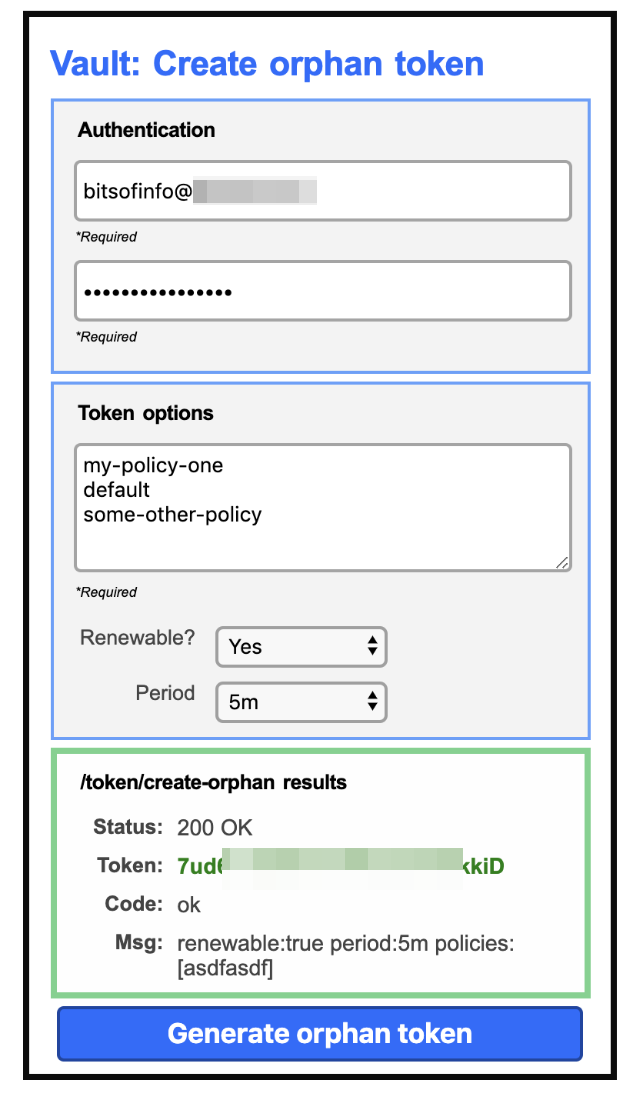 Vault: Create orphan token
Authentication
bitsofinfo@
*Required
••••••••••••••••
*Required
Token options
my-policy-one
default
some-other-policy
*Required
Renewable? Yes
Period 5m
/token/create-orphan results
Status: 200 OK
Token: 7ud kkiD
Code: ok
Msg: renewable:true period:5m policies:
[asdfasdf]
Generate orphan token